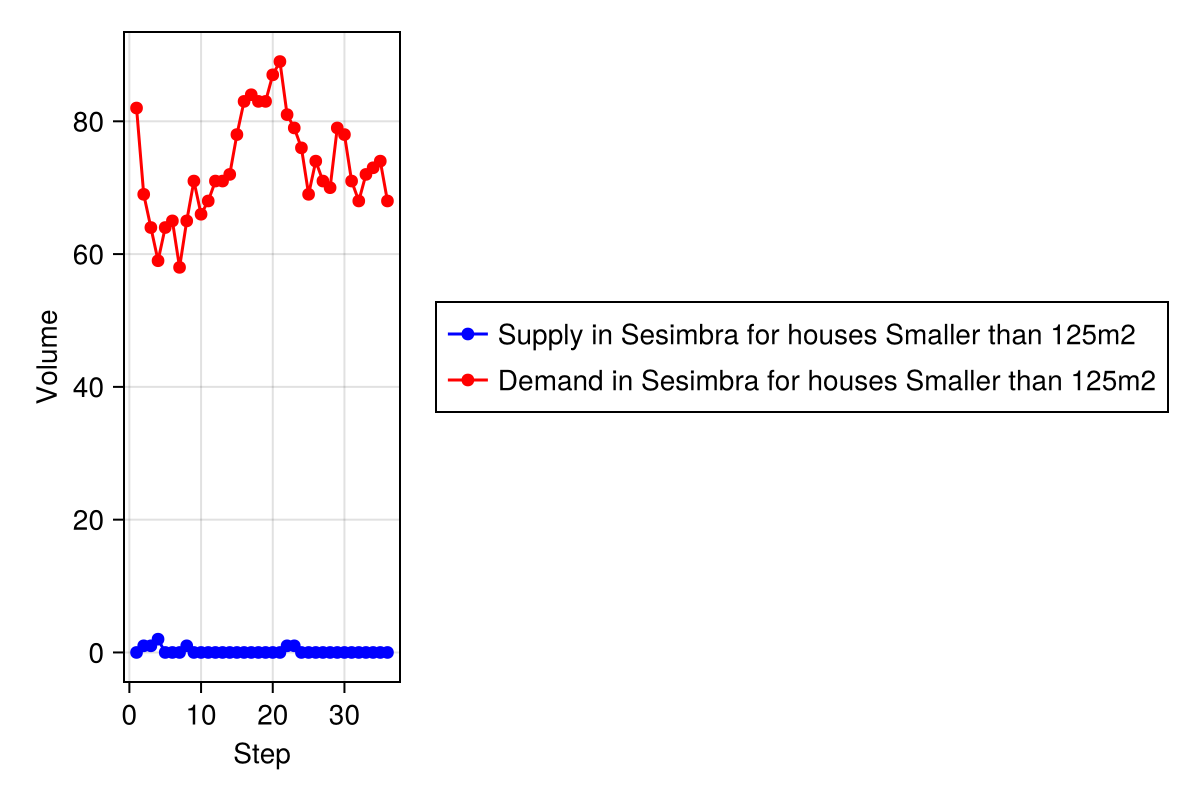 Volume
80
60
40
20
0
0 10 20 30
Step
Supply in Sesimbra for houses Smaller than 125m2
Demand in Sesimbra for houses Smaller than 125m2